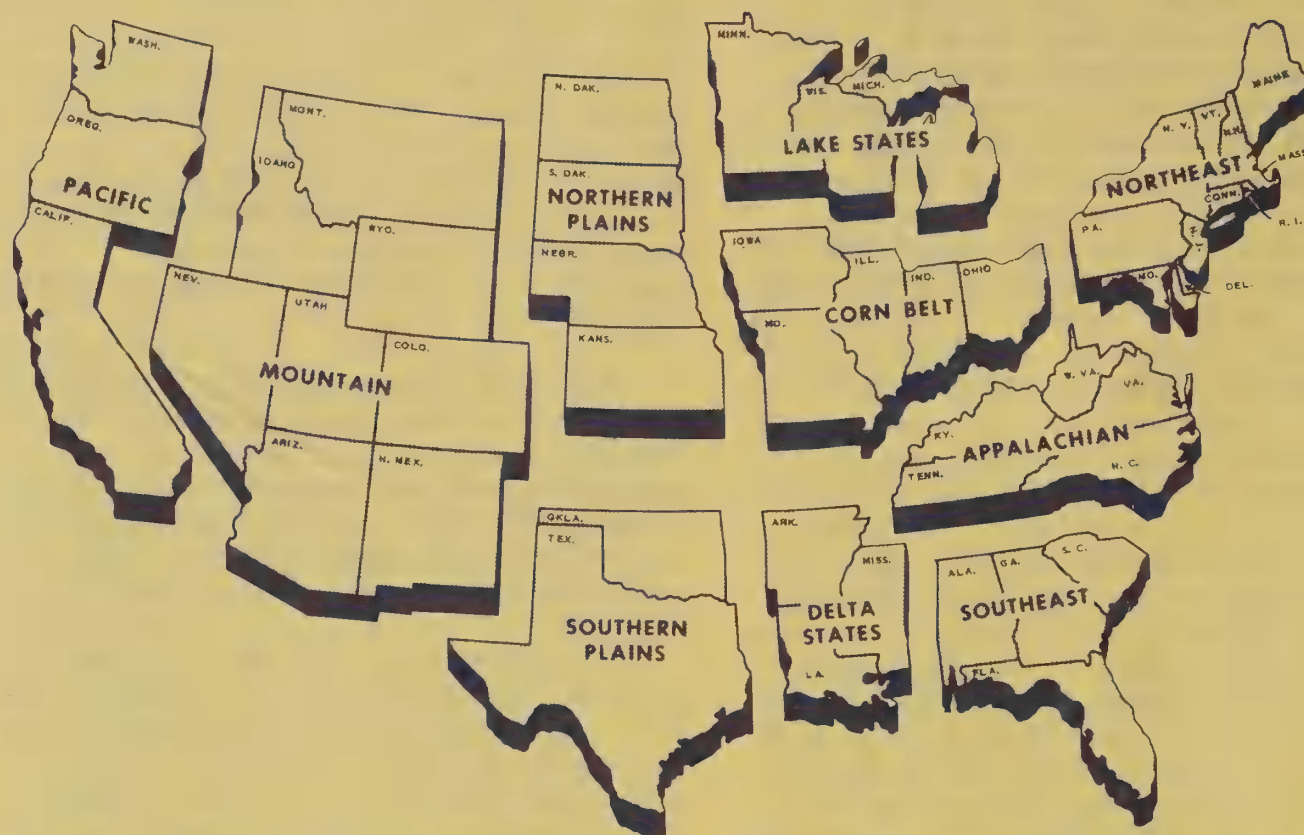 WASH.
OREG.
PACIFIC
CALIF.
MONT.
IDAHO
WYO.
NEV.
UTAH
COLO.
MOUNTAIN
ARIZ.
N. MEX.
N. DAK.
S. DAK.
NORTHERN
PLAINS
NEBR.
KANS.
OKLA.
TEX.
SOUTHERN
PLAINS
MINN.
WIS.
MICH.
LAKE STATES
IOWA
ILL.
IND.
OHIO
MO.
CORN BELT
ARK.
MISS.
DELTA
STATES
LA.
MAINE
N. Y.
VT.
N.H.
MASS
NORTHEAST
CONN.
R. I.
PA.
N.
J.
MD.
DEL.
W. VA.
VA.
KY.
APPALACHIAN
TENN.
N. C.
ALA.
GA.
S. C.
SOUTHEAST
FLA.